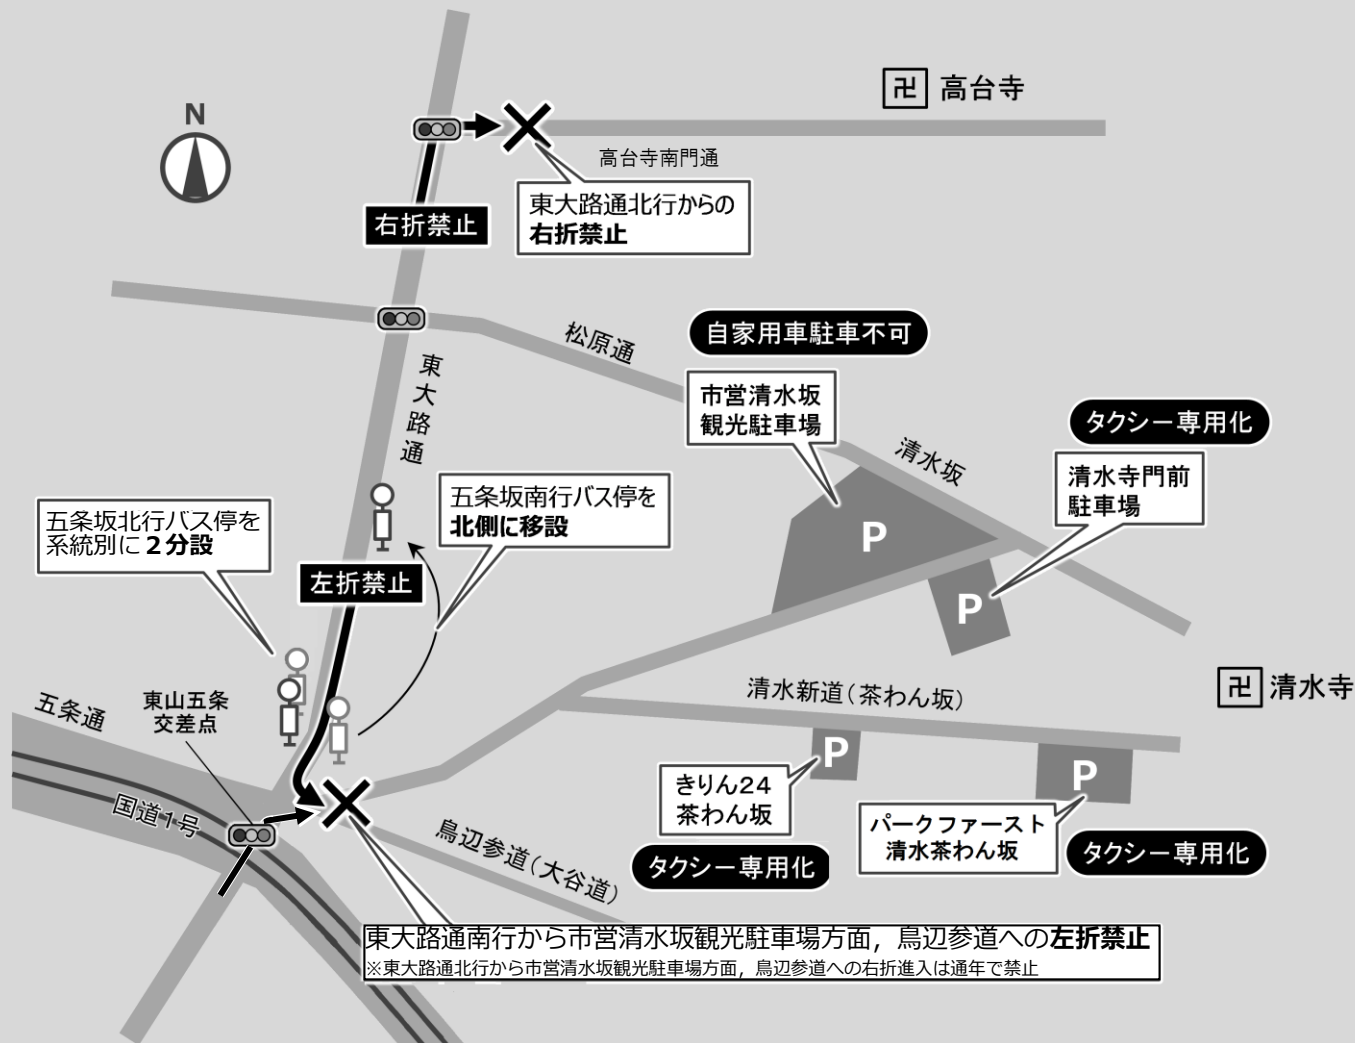 N
卍 高台寺
高台寺南門通
東大路通北行からの
右折禁止
右折禁止
松原通
自家用車駐車不可
市営清水坂
観光駐車場
東大路通
清水坂
タクシー専用化
清水寺門前
駐車場
五条坂南行バス停を
北側に移設
五条坂北行バス停を
系統別に２分設
P
左折禁止
P
卍 清水寺
五条通
東山五条
交差点
清水新道(茶わん坂)
P
P
きりん24
茶わん坂
国道1号
パークファースト
清水茶わん坂
鳥辺参道(大谷道)
タクシー専用化
タクシー専用化
東大路通南行から市営清水坂観光駐車場方面，鳥辺参道への左折禁止
※東大路通北行から市営清水坂観光駐車場方面，鳥辺参道への右折進入は通年で禁止